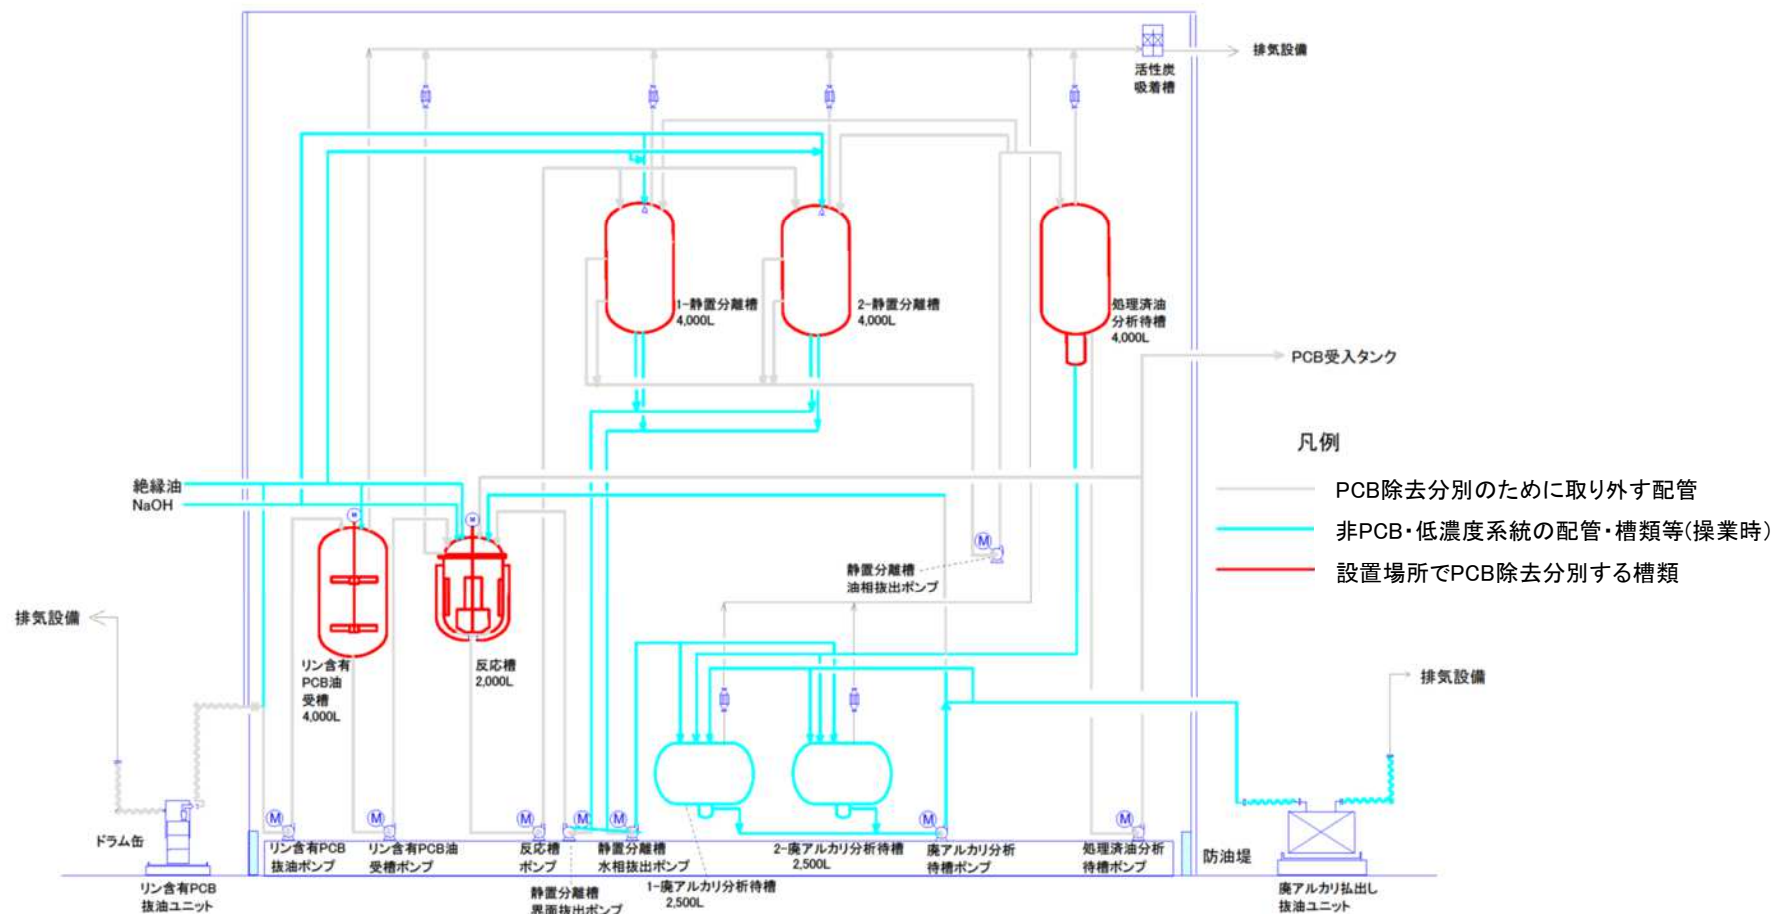 排気設備
活性炭
吸着槽
1-静置分離槽
4,000L
2-静置分離槽
4,000L
処理済油
分析待槽
4,000L
PCB受入タンク
凡例
PCB除去分別のために取り外す配管
非PCB・低濃度系統の配管・槽類等(操業時)
設置場所でPCB除去分別する槽類
絶縁油
NaOH
M
M
M
静置分離槽
油相抜出ポンプ
排気設備
リン含有
PCB油
受槽
4,000L
反応槽
2,000L
排気設備
M
M
M
M
M
M
M
ドラム缶
リン含有PCB
抜油ポンプ
リン含有PCB油
受槽ポンプ
反応槽
ポンプ
静置分離槽
水相抜出ポンプ
2-廃アルカリ分析待槽
2,500L
廃アルカリ分析
待槽ポンプ
処理済油分析
待槽ポンプ
防油堤
リン含有PCB
抜油ユニット
静置分離槽
界面抜出ポンプ
1-廃アルカリ分析待槽
2,500L
廃アルカリ払出し
抜油ユニット